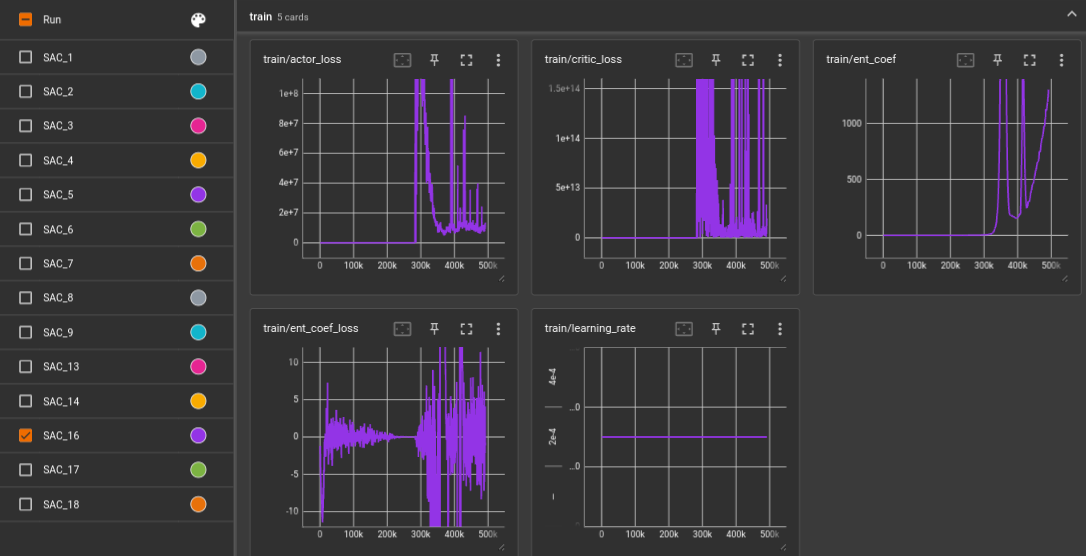 Run
SAC_1
SAC_2
SAC_3
SAC_4
SAC_5
SAC_6
SAC_7
SAC_8
SAC_9
SAC_13
SAC_14
SAC_16
SAC_17
SAC_18
train 5 cards
train/actor_loss
1e+8
8e+7
6e+7
4e+7
2e+7
0
0 100k 200k 300k 400k 500k
train/critic_loss
1.5e+14
1e+14
5e+13
0
0 100k 200k 300k 400k 500k
train/ent_coef
1000
500
0
0 100k 200k 300k 400k 500k
train/ent_coef_loss
10
5
0
-5
-10
0 100k 200k 300k 400k 500k
train/learning_rate
4e-4
...0
2e-4
...0
0 100k 200k 300k 400k 500k